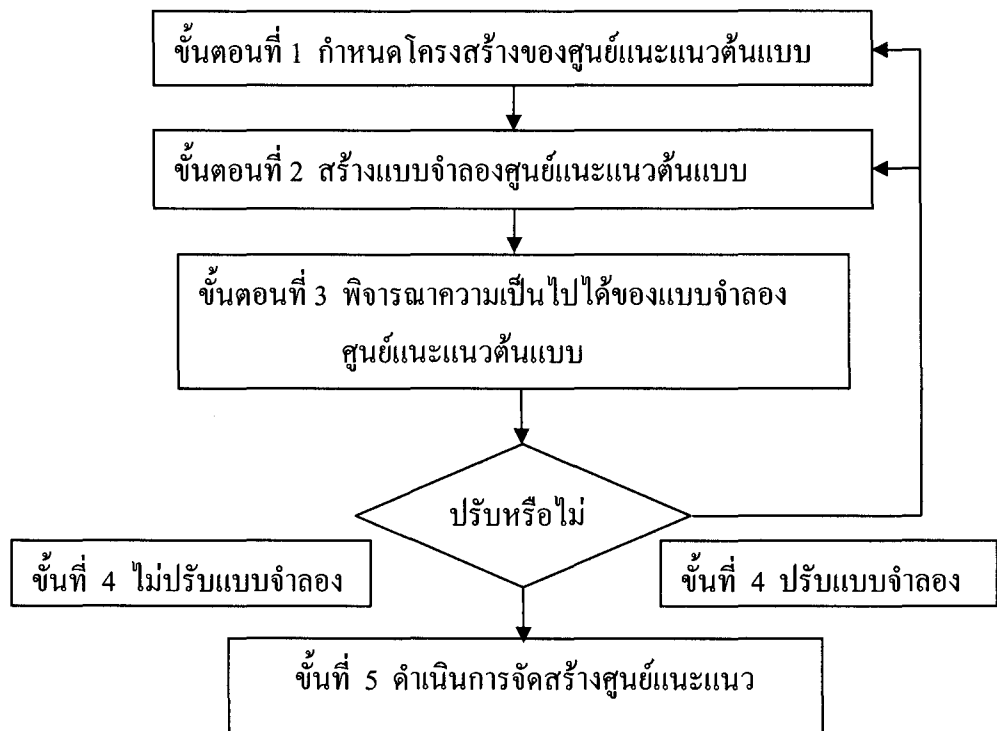 ขั้นตอนที่ 1 กำหนดโครงสร้างของศูนย์แนะแนวต้นแบบ
ขั้นตอนที่ 2 สร้างแบบจำลองศูนย์แนะแนวต้นแบบ
ขั้นตอนที่ 3 พิจารณาความเป็นไปได้ของแบบจำลอง
ศูนย์แนะแนวต้นแบบ
ปรับหรือไม่
ขั้นที่ 4 ไม่ปรับแบบจำลอง
ขั้นที่ 4 ปรับแบบจำลอง
ขั้นที่ 5 ดำเนินการจัดสร้างศูนย์แนะแนว